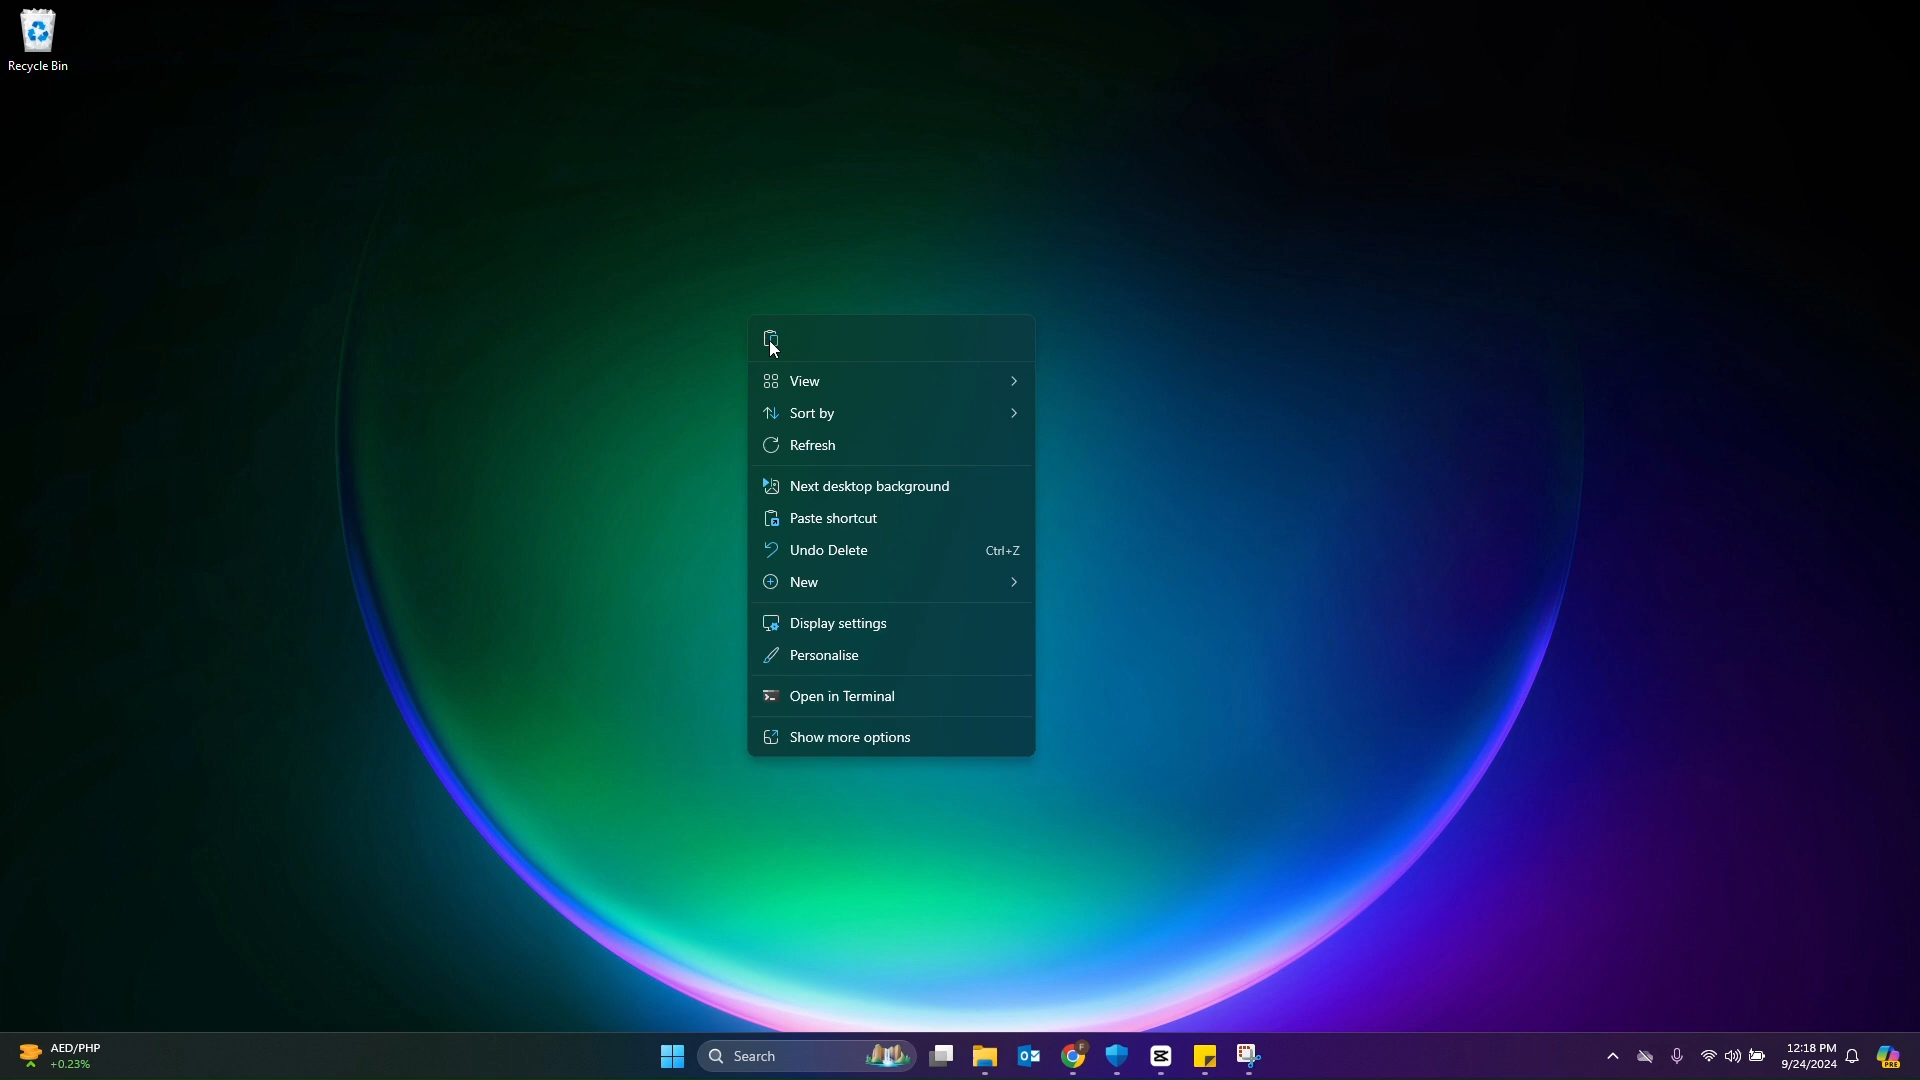 Recycle Bin
View
Sort by
Refresh
Next desktop background
Paste shortcut
Undo Delete Ctrl+Z
New
Display settings
Personalise
Open in Terminal
Show more options
AED/PHP
+0.23%
Search
F
12:18 PM
9/24/2024
PRE